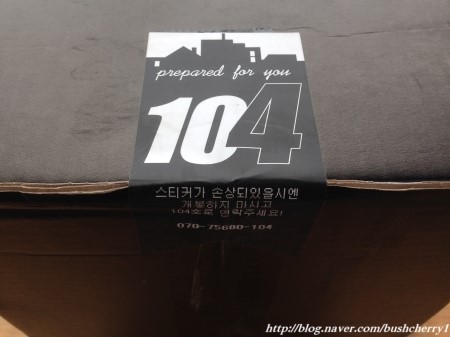 prepared for you
104
스티커가 손상되있을시엔
개봉하지 마시고
104호로 연락주세요!
070-75600-104
http://blog.naver.com/bushcherry1